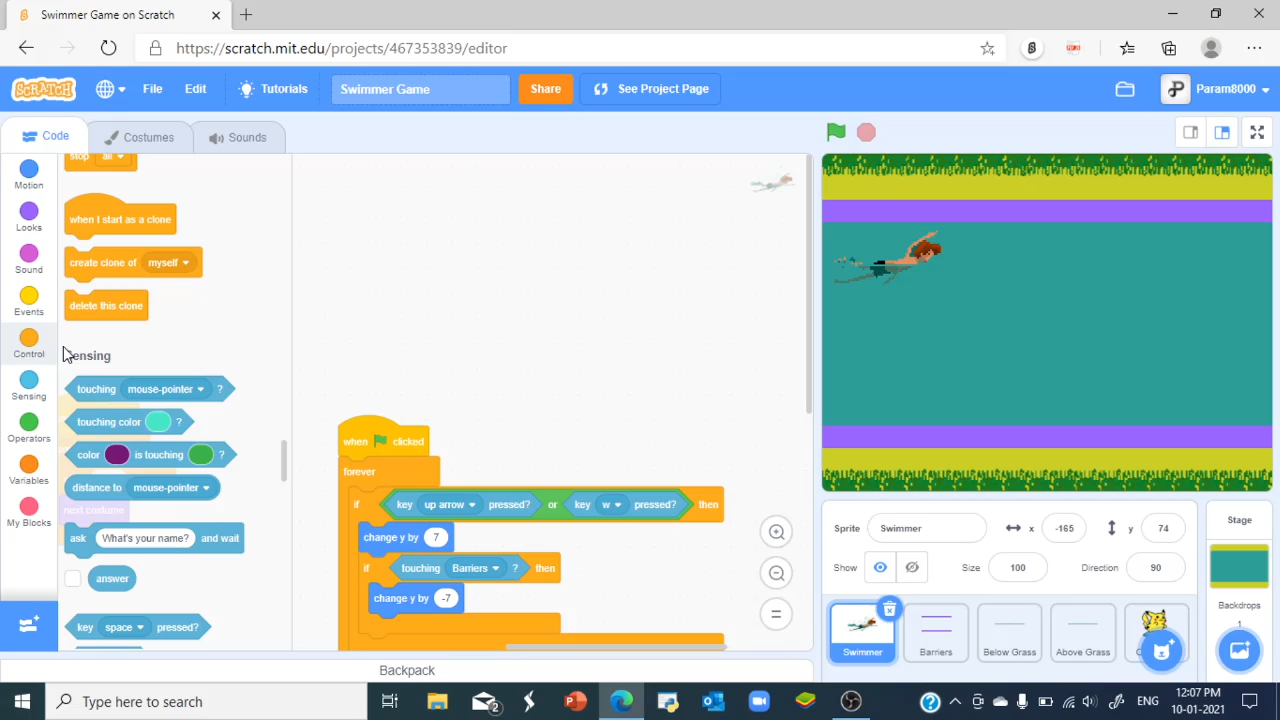 Swimmer Game on Scratch
https://scratch.mit.edu/projects/467353839/editor
SCRATCH
File
Edit
Tutorials
Swimmer Game
Share
See Project Page
Param8000
Code
Costumes
Sounds
Motion
Looks
Sound
Events
Control
Sensing
Operators
Variables
My Blocks
stop all
when I start as a clone
create clone of myself
delete this clone
Sensing
touching mouse-pointer ?
touching color ?
color is touching ?
distance to mouse-pointer
next costume
ask What's your name? and wait
answer
key space pressed?
when clicked
forever
if key up arrow pressed? or key w pressed? then
change y by 7
if touching Barriers ? then
change y by -7
Sprite Swimmer x -165 y 74
Show Size 100 Direction 90
Stage
Backdrops
1
Swimmer
Barriers
Below Grass
Above Grass
Backpack
Type here to search
2
ENG
12:07 PM
10-01-2021